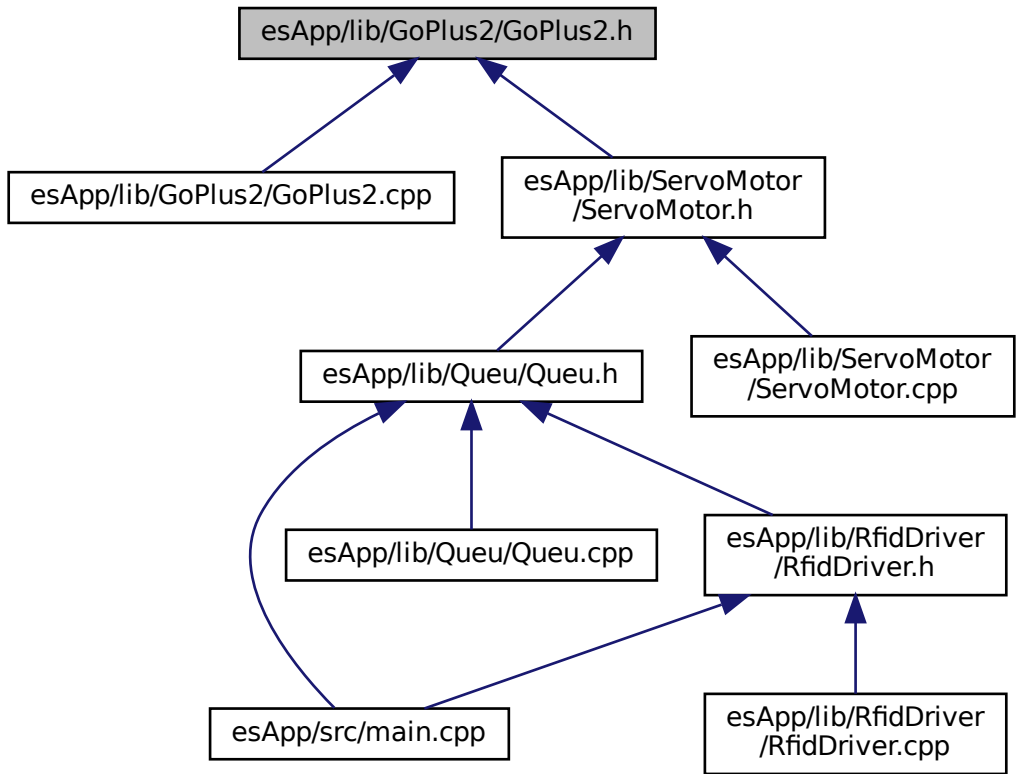 esApp/lib/GoPlus2/GoPlus2.h
esApp/lib/GoPlus2/GoPlus2.cpp
esApp/lib/ServoMotor
/ServoMotor.h
esApp/lib/Queu/Queu.h
esApp/lib/ServoMotor
/ServoMotor.cpp
esApp/lib/Queu/Queu.cpp
esApp/lib/RfidDriver
/RfidDriver.h
esApp/src/main.cpp
esApp/lib/RfidDriver
/RfidDriver.cpp